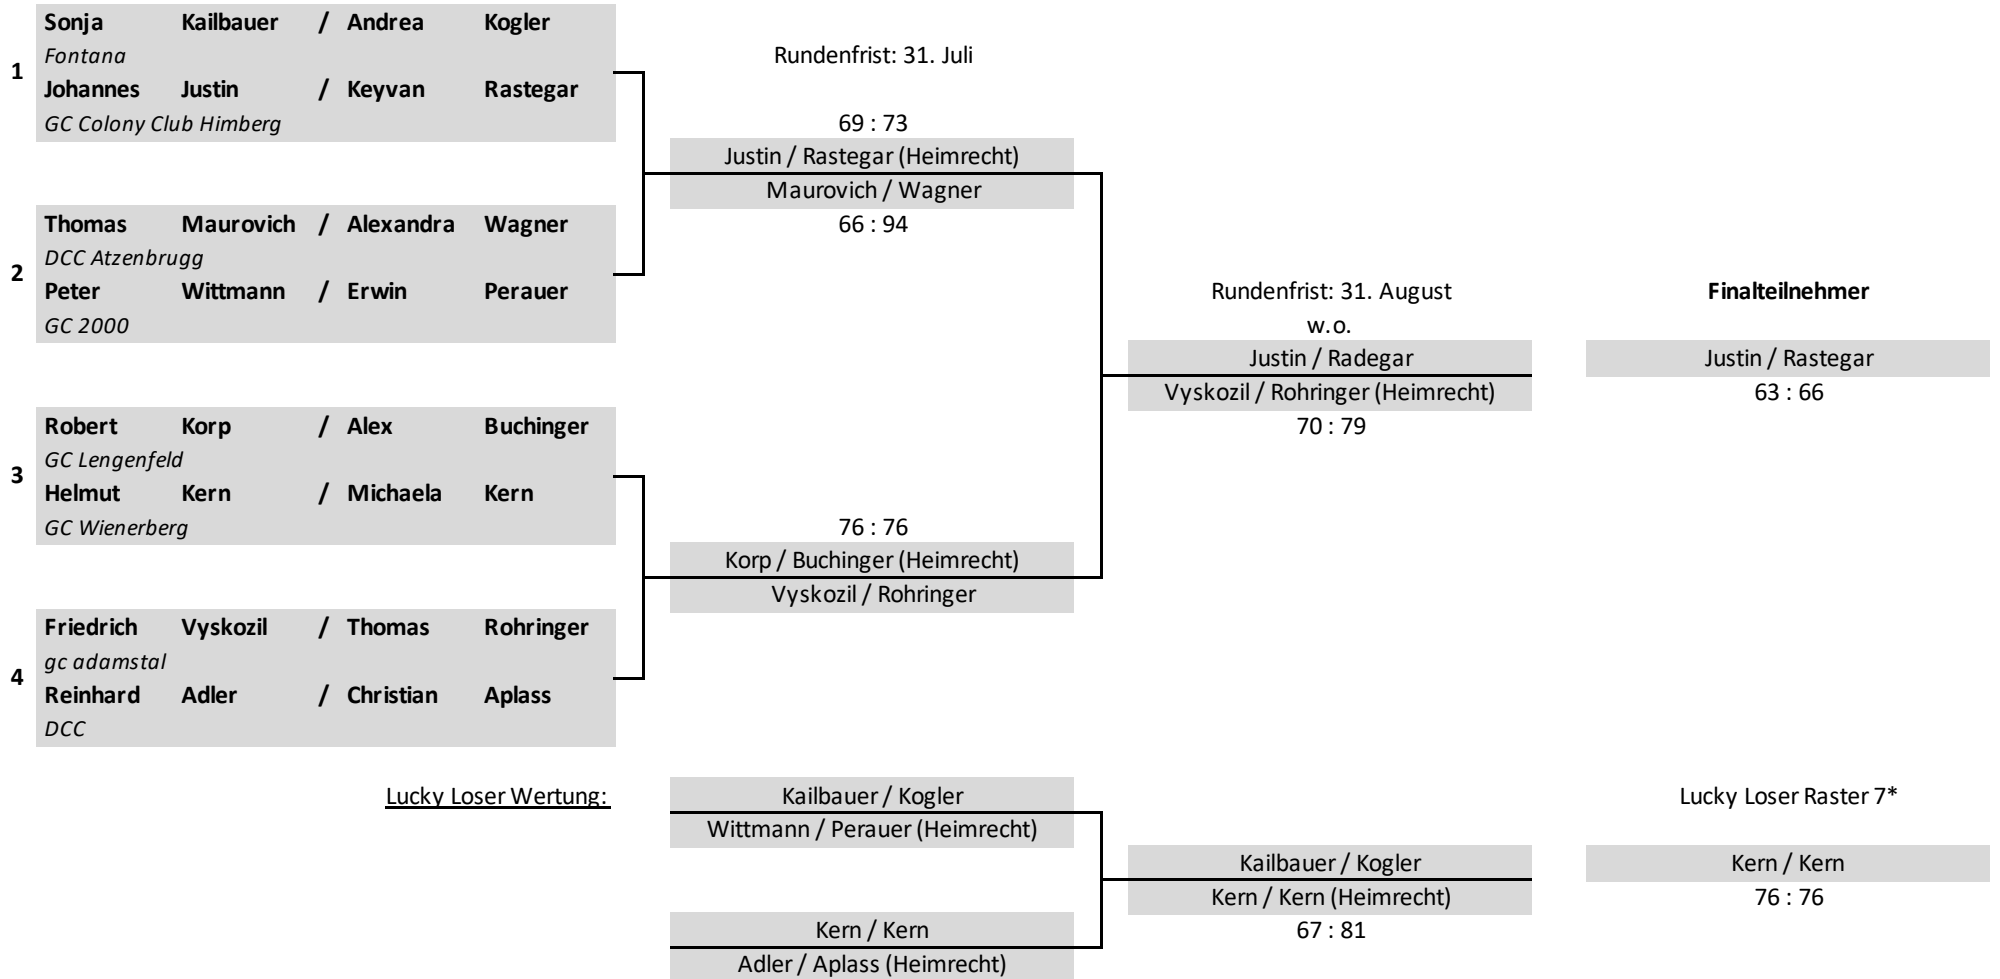 Sonja Kailbauer / Andrea Kogler
Fontana
1
Johannes Justin / Keyvan Rastegar
GC Colony Club Himberg
Rundenfrist: 31. Juli
69 : 73
Justin / Rastegar (Heimrecht)
Maurovich / Wagner
66 : 94
Thomas Maurovich / Alexandra Wagner
DCC Atzenbrugg
2
Peter Wittmann / Erwin Perauer
GC 2000
Rundenfrist: 31. August
w.o.
Justin / Radegar
Vyskozil / Rohringer (Heimrecht)
70 : 79
Finalteilnehmer
Justin / Rastegar
63 : 66
Robert Korp / Alex Buchinger
GC Lengenfeld
3
Helmut Kern / Michaela Kern
GC Wienerberg
76 : 76
Korp / Buchinger (Heimrecht)
Vyskozil / Rohringer
Friedrich Vyskozil / Thomas Rohringer
gc adamstal
4
Reinhard Adler / Christian Aplass
DCC
Lucky Loser Wertung:
Kailbauer / Kogler
Wittmann / Perauer (Heimrecht)
Kern / Kern
Adler / Aplass (Heimrecht)
Kailbauer / Kogler
Kern / Kern (Heimrecht)
67 : 81
Lucky Loser Raster 7*
Kern / Kern
76 : 76